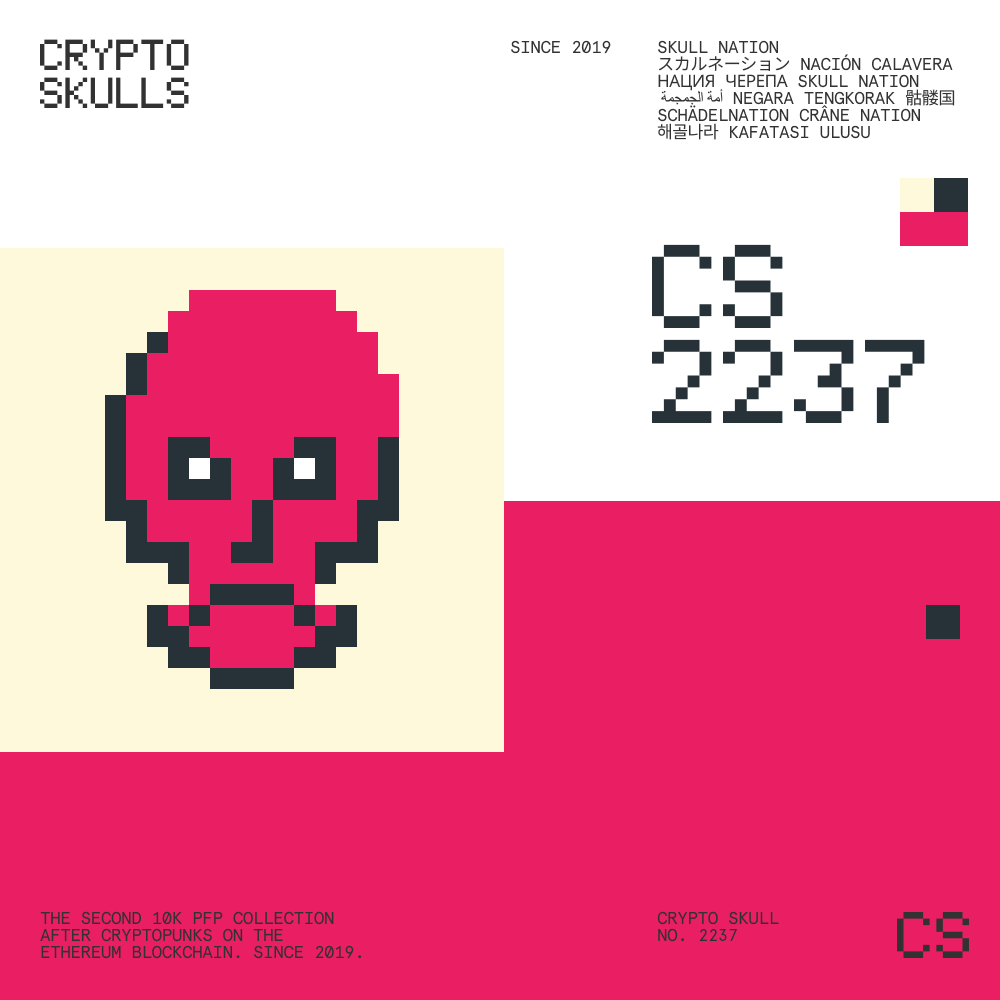 CRYPTO
SKULLS
SINCE 2019
SKULL NATION
スカルネーション NACIÓN CALAVERA
НАЦИЯ ЧЕРЕПА SKULL NATION
أمة الجمجمة NEGARA TENGKORAK 骷髅国
SCHÄDELNATION CRÂNE NATION
해골나라 KAFATASI ULUSU
CS
2237
THE SECOND 10K PFP COLLECTION
AFTER CRYPTOPUNKS ON THE
ETHEREUM BLOCKCHAIN. SINCE 2019.
CRYPTO SKULL
NO. 2237
CS